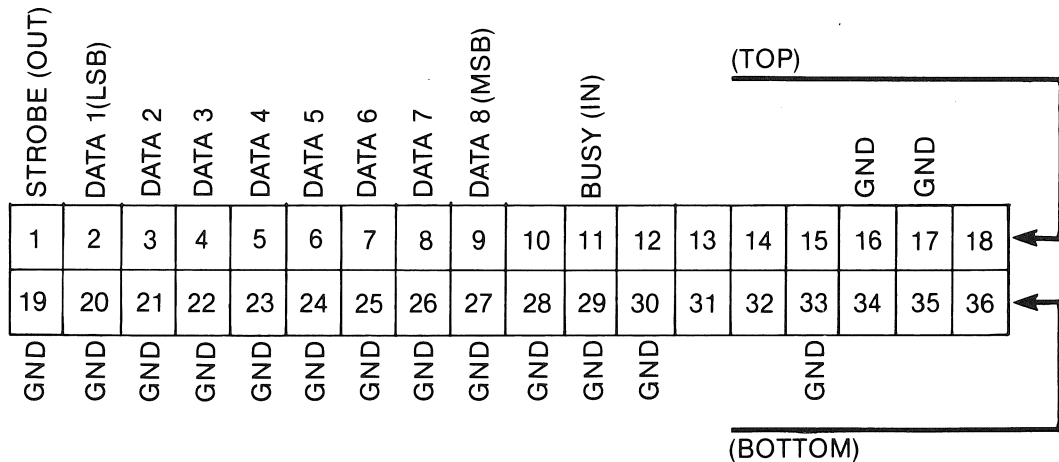 (TOP)
STROBE (OUT)
DATA 1(LSB)
DATA 2
DATA 3
DATA 4
DATA 5
DATA 6
DATA 7
DATA 8 (MSB)
BUSY (IN)
GND
GND
1 2 3 4 5 6 7 8 9 10 11 12 13 14 15 16 17 18
19 20 21 22 23 24 25 26 27 28 29 30 31 32 33 34 35 36
GND
GND
GND
GND
GND
GND
GND
GND
GND
GND
GND
GND
GND
(BOTTOM)